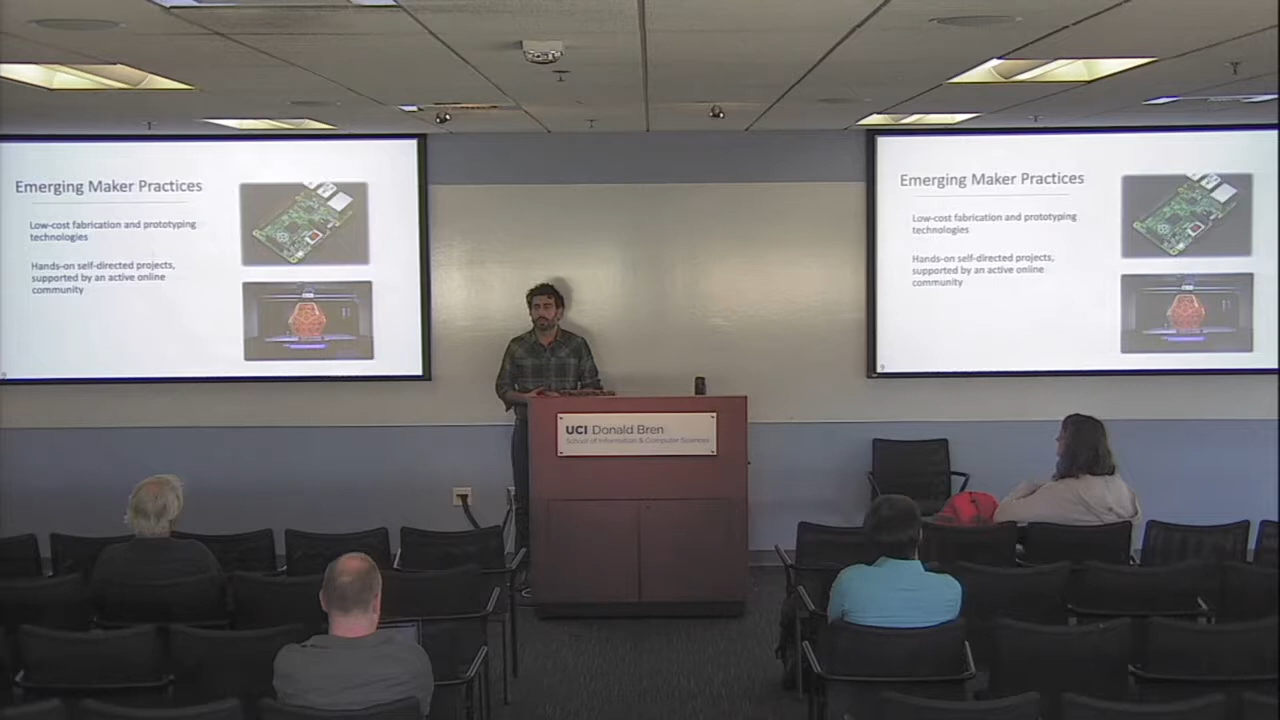 Emerging Maker Practices
Low-cost fabrication and prototyping
technologies
Hands-on self-directed projects,
supported by an active online
community
9
UCI Donald Bren
School of Information & Computer Sciences
Emerging Maker Practices
Low-cost fabrication and prototyping
technologies
Hands-on self-directed projects,
supported by an active online
community
9